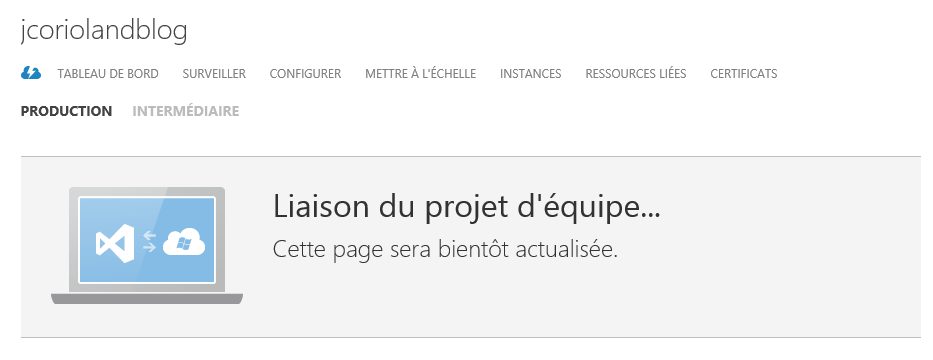 jcoriolandblog
TABLEAU DE BORD SURVEILLER CONFIGURER METTRE À L'ÉCHELLE INSTANCES RESSOURCES LIÉES CERTIFICATS
PRODUCTION INTERMÉDIAIRE
Liaison du projet d'équipe...
Cette page sera bientôt actualisée.